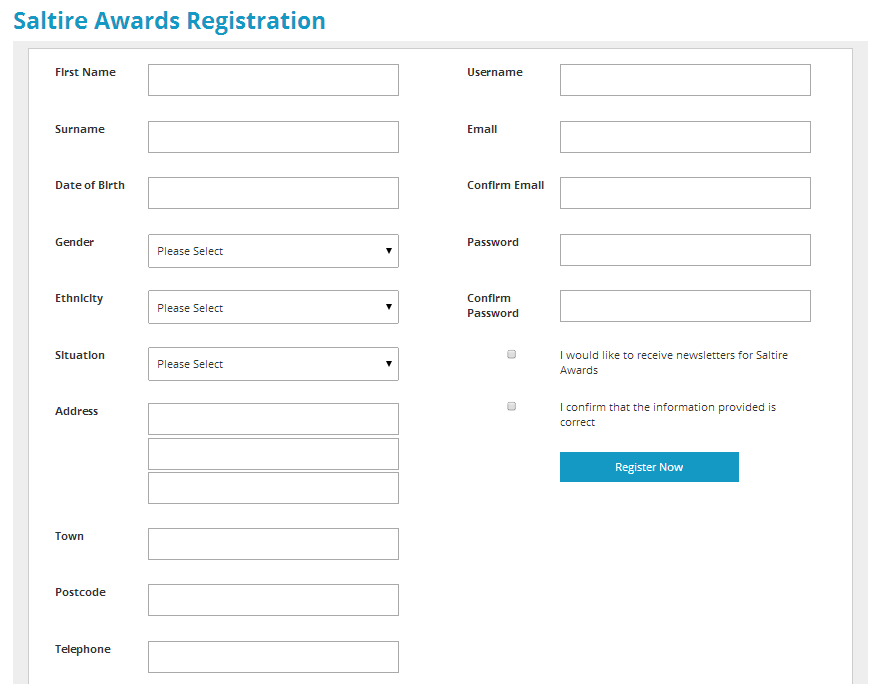 Saltire Awards Registration
First Name
Surname
Date of Birth
Gender
Please Select
Ethnicity
Please Select
Situation
Please Select
Address
Town
Postcode
Telephone
Username
Email
Confirm Email
Password
Confirm
Password
I would like to receive newsletters for Saltire
Awards
I confirm that the information provided is
correct
Register Now